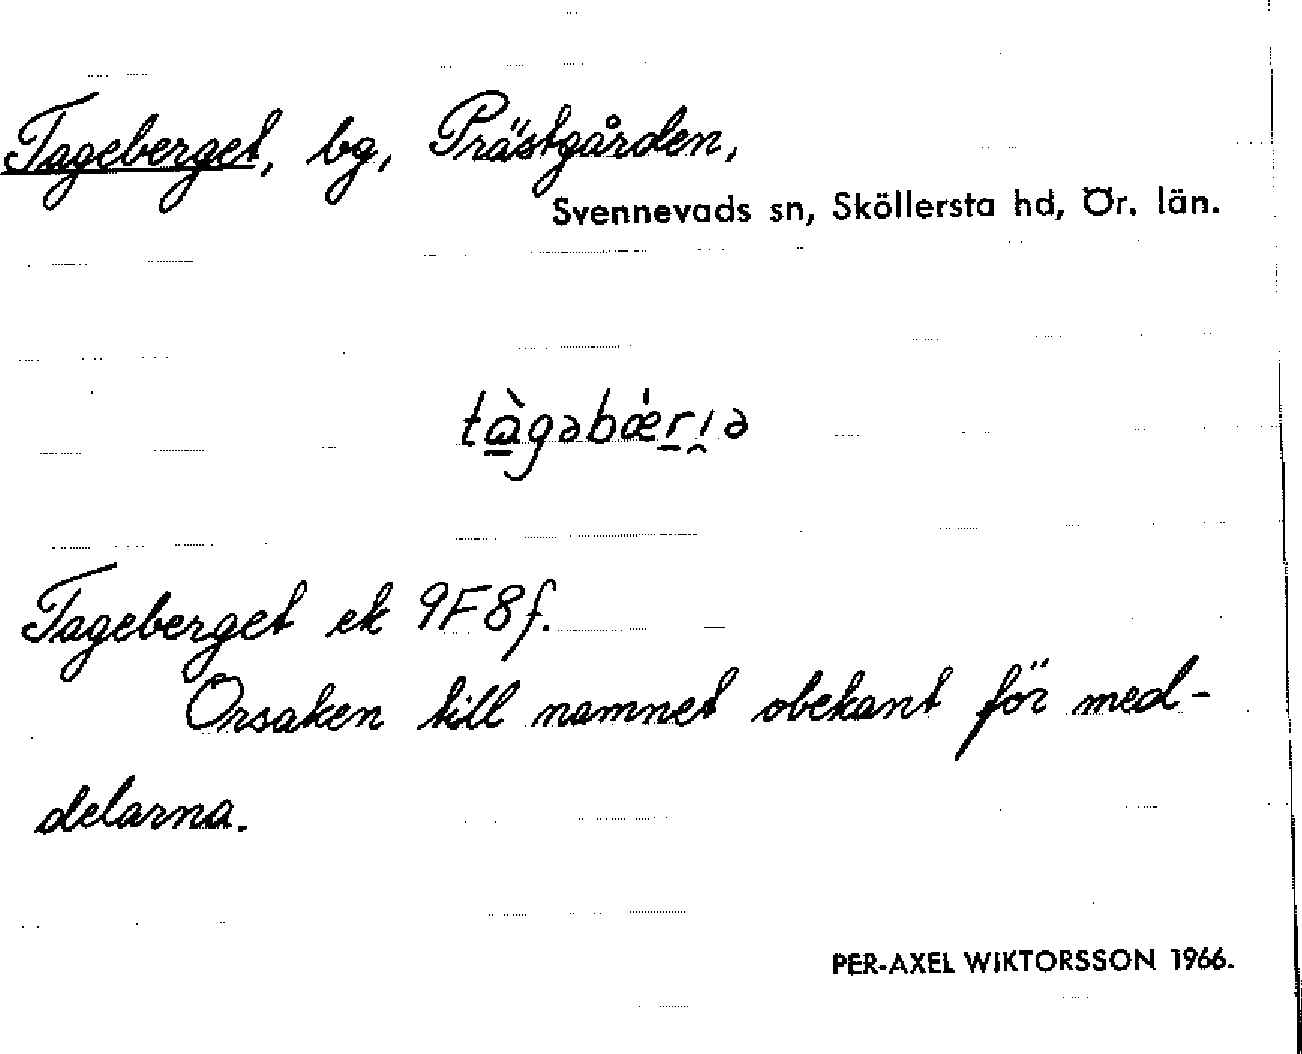 Tageberget, bg, Prästgården,
Svennevads sn, Sköllersta hd, Ör. län.
tàgəbǽri̯ə
Tageberget ek 9F8f.
Orsaken till namnet obekant för med-
delarna.
PER-AXEL WIKTORSSON 1966.